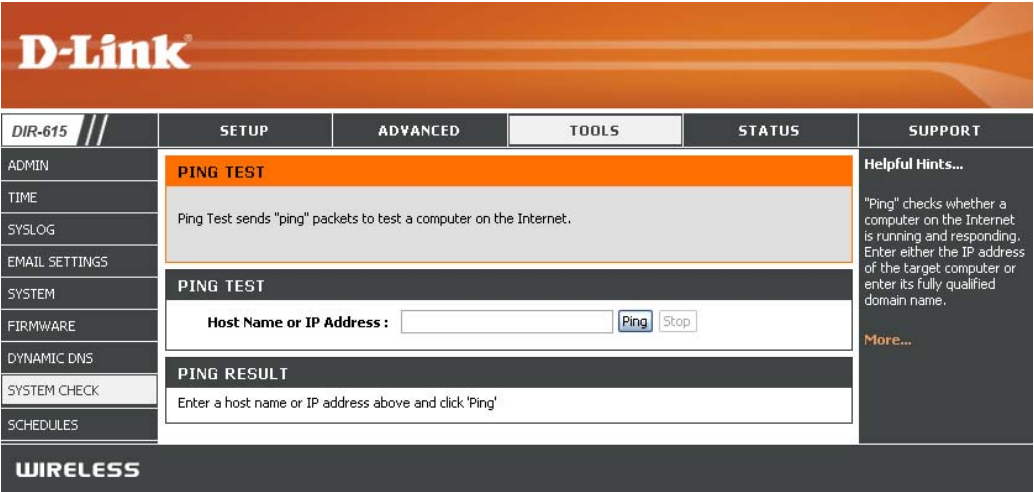 D-Link
DIR-615
SETUP
ADVANCED
TOOLS
STATUS
SUPPORT
ADMIN
TIME
SYSLOG
EMAIL SETTINGS
SYSTEM
FIRMWARE
DYNAMIC DNS
SYSTEM CHECK
SCHEDULES
PING TEST
Ping Test sends "ping" packets to test a computer on the Internet.
PING TEST
Host Name or IP Address :
Ping
Stop
PING RESULT
Enter a host name or IP address above and click 'Ping'
Helpful Hints...
"Ping" checks whether a
computer on the Internet
is running and responding.
Enter either the IP address
of the target computer or
enter its fully qualified
domain name.
More...
WIRELESS